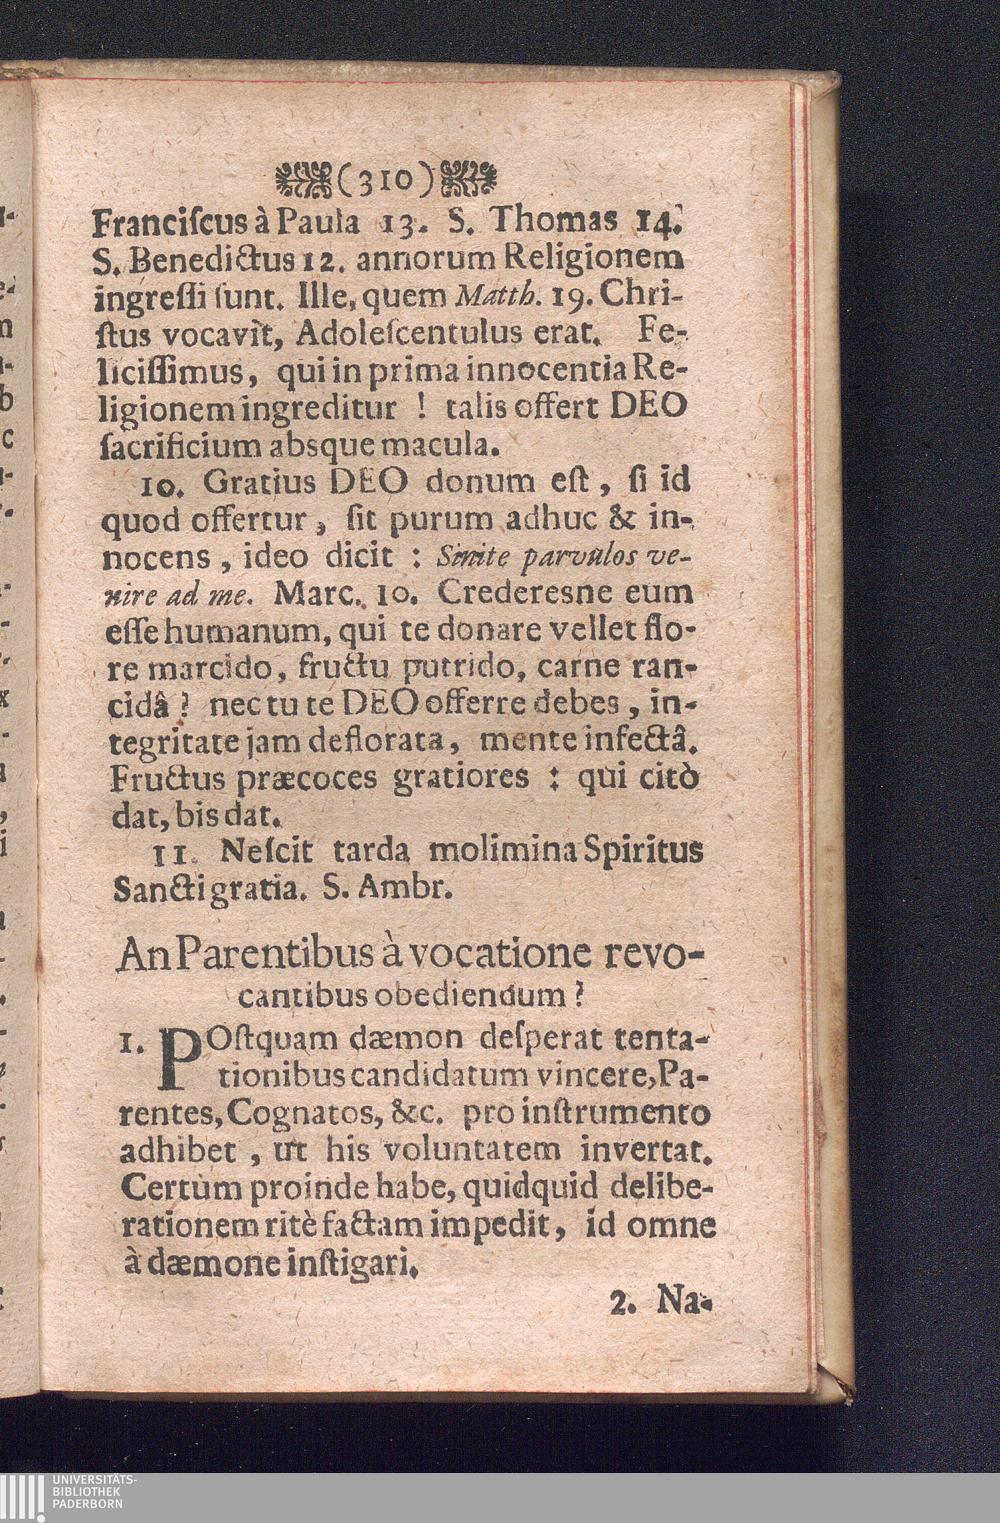 (310)
Franciſcus à Paula 13. S. Thomas 14.
S. Benedictus 12. annorum Religionem
ingreſſi ſunt. Ille, quem Matth. 19. Chri-
ſtus vocavit, Adoleſcentulus erat. Fe-
liciſſimus, qui in prima innocentia Re-
ligionem ingreditur ! talis offert DEO
ſacrificium absque macula.
10. Gratius DEO donum eſt, ſi id
quod offertur, ſit purum adhuc & in-
nocens, ideo dicit : Sinite parvulos ve-
nire ad me. Marc. 10. Crederesne eum
eſſe humanum, qui te donare vellet flo-
re marcido, fructu putrido, carne ran-
cidâ ? nec tu te DEO offerre debes, in-
tegritate jam deflorata, mente infectâ.
Fructus præcoces gratiores : qui citò
dat, bis dat.
11. Neſcit tarda molimina Spiritus
Sancti gratia. S. Ambr.
An Parentibus à vocatione revo-
cantibus obediendum ?
1. POſtquam dæmon deſperat tenta-
tionibus candidatum vincere, Pa-
rentes, Cognatos, &c. pro inſtrumento
adhibet, ut his voluntatem invertat.
Certùm proinde habe, quidquid delibe-
rationem ritè factam impedit, id omne
à dæmone inſtigari.
2. Na-
UNIVERSITÄTS-
BIBLIOTHEK
PADERBORN